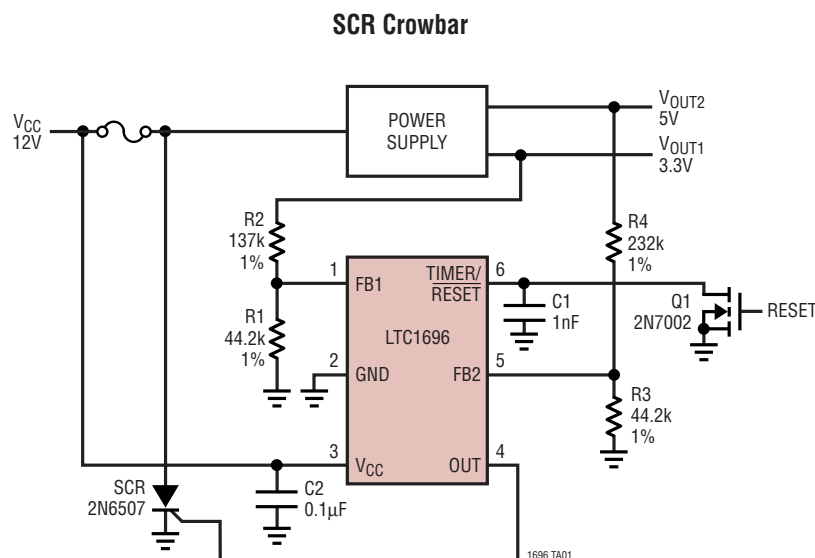 SCR Crowbar
VCC
12V
POWER
SUPPLY
VOUT2
5V
VOUT1
3.3V
R2
137k
1%
R4
232k
1%
1
FB1
TIMER/
RESET
6
R1
44.2k
1%
LTC1696
C1
1nF
Q1
2N7002
RESET
2
GND
FB2
5
R3
44.2k
1%
3
VCC
OUT
4
SCR
2N6507
C2
0.1µF
1696 TA01